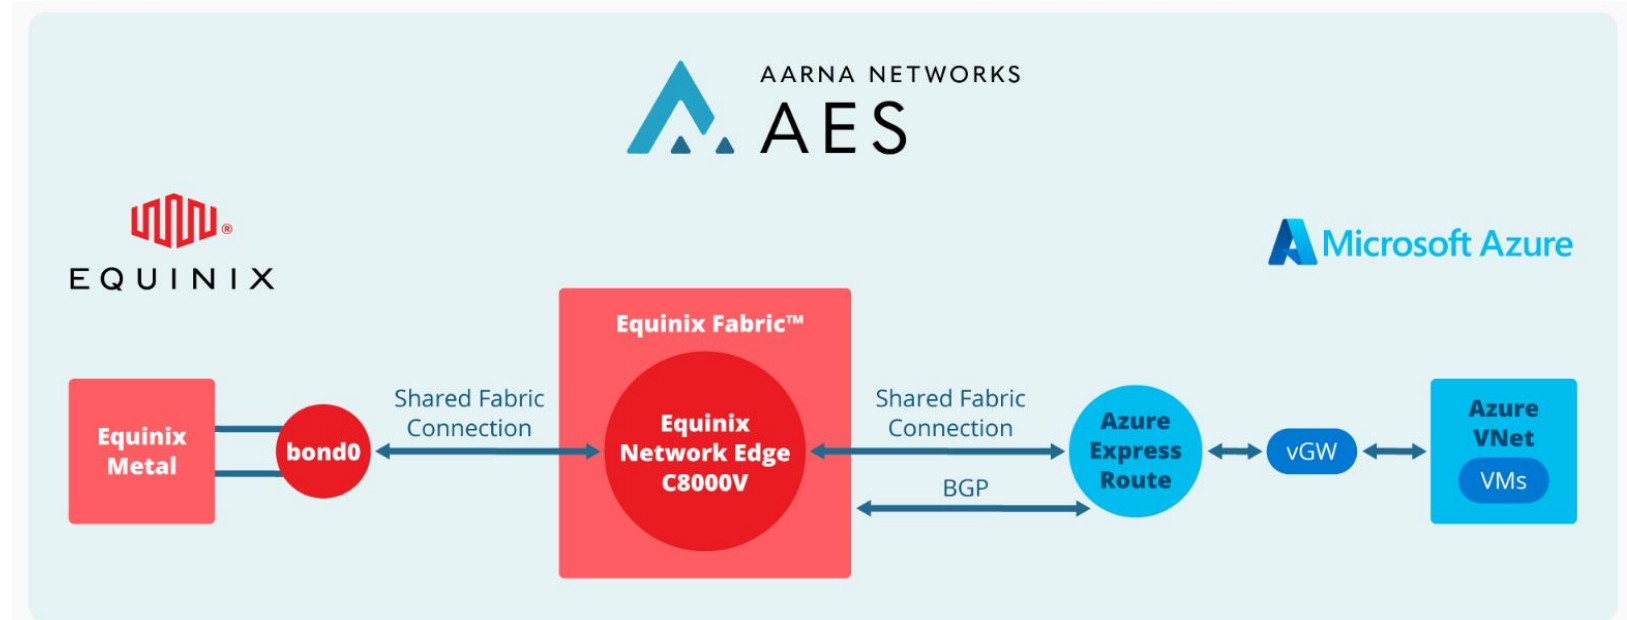 AARNA NETWORKS
AES
®
EQUINIX
Microsoft Azure
Equinix Fabric™
Equinix
Metal
bond0
Shared Fabric
Connection
Equinix
Network Edge
C8000V
Shared Fabric
Connection
BGP
Azure
Express
Route
vGW
Azure
VNet
VMs